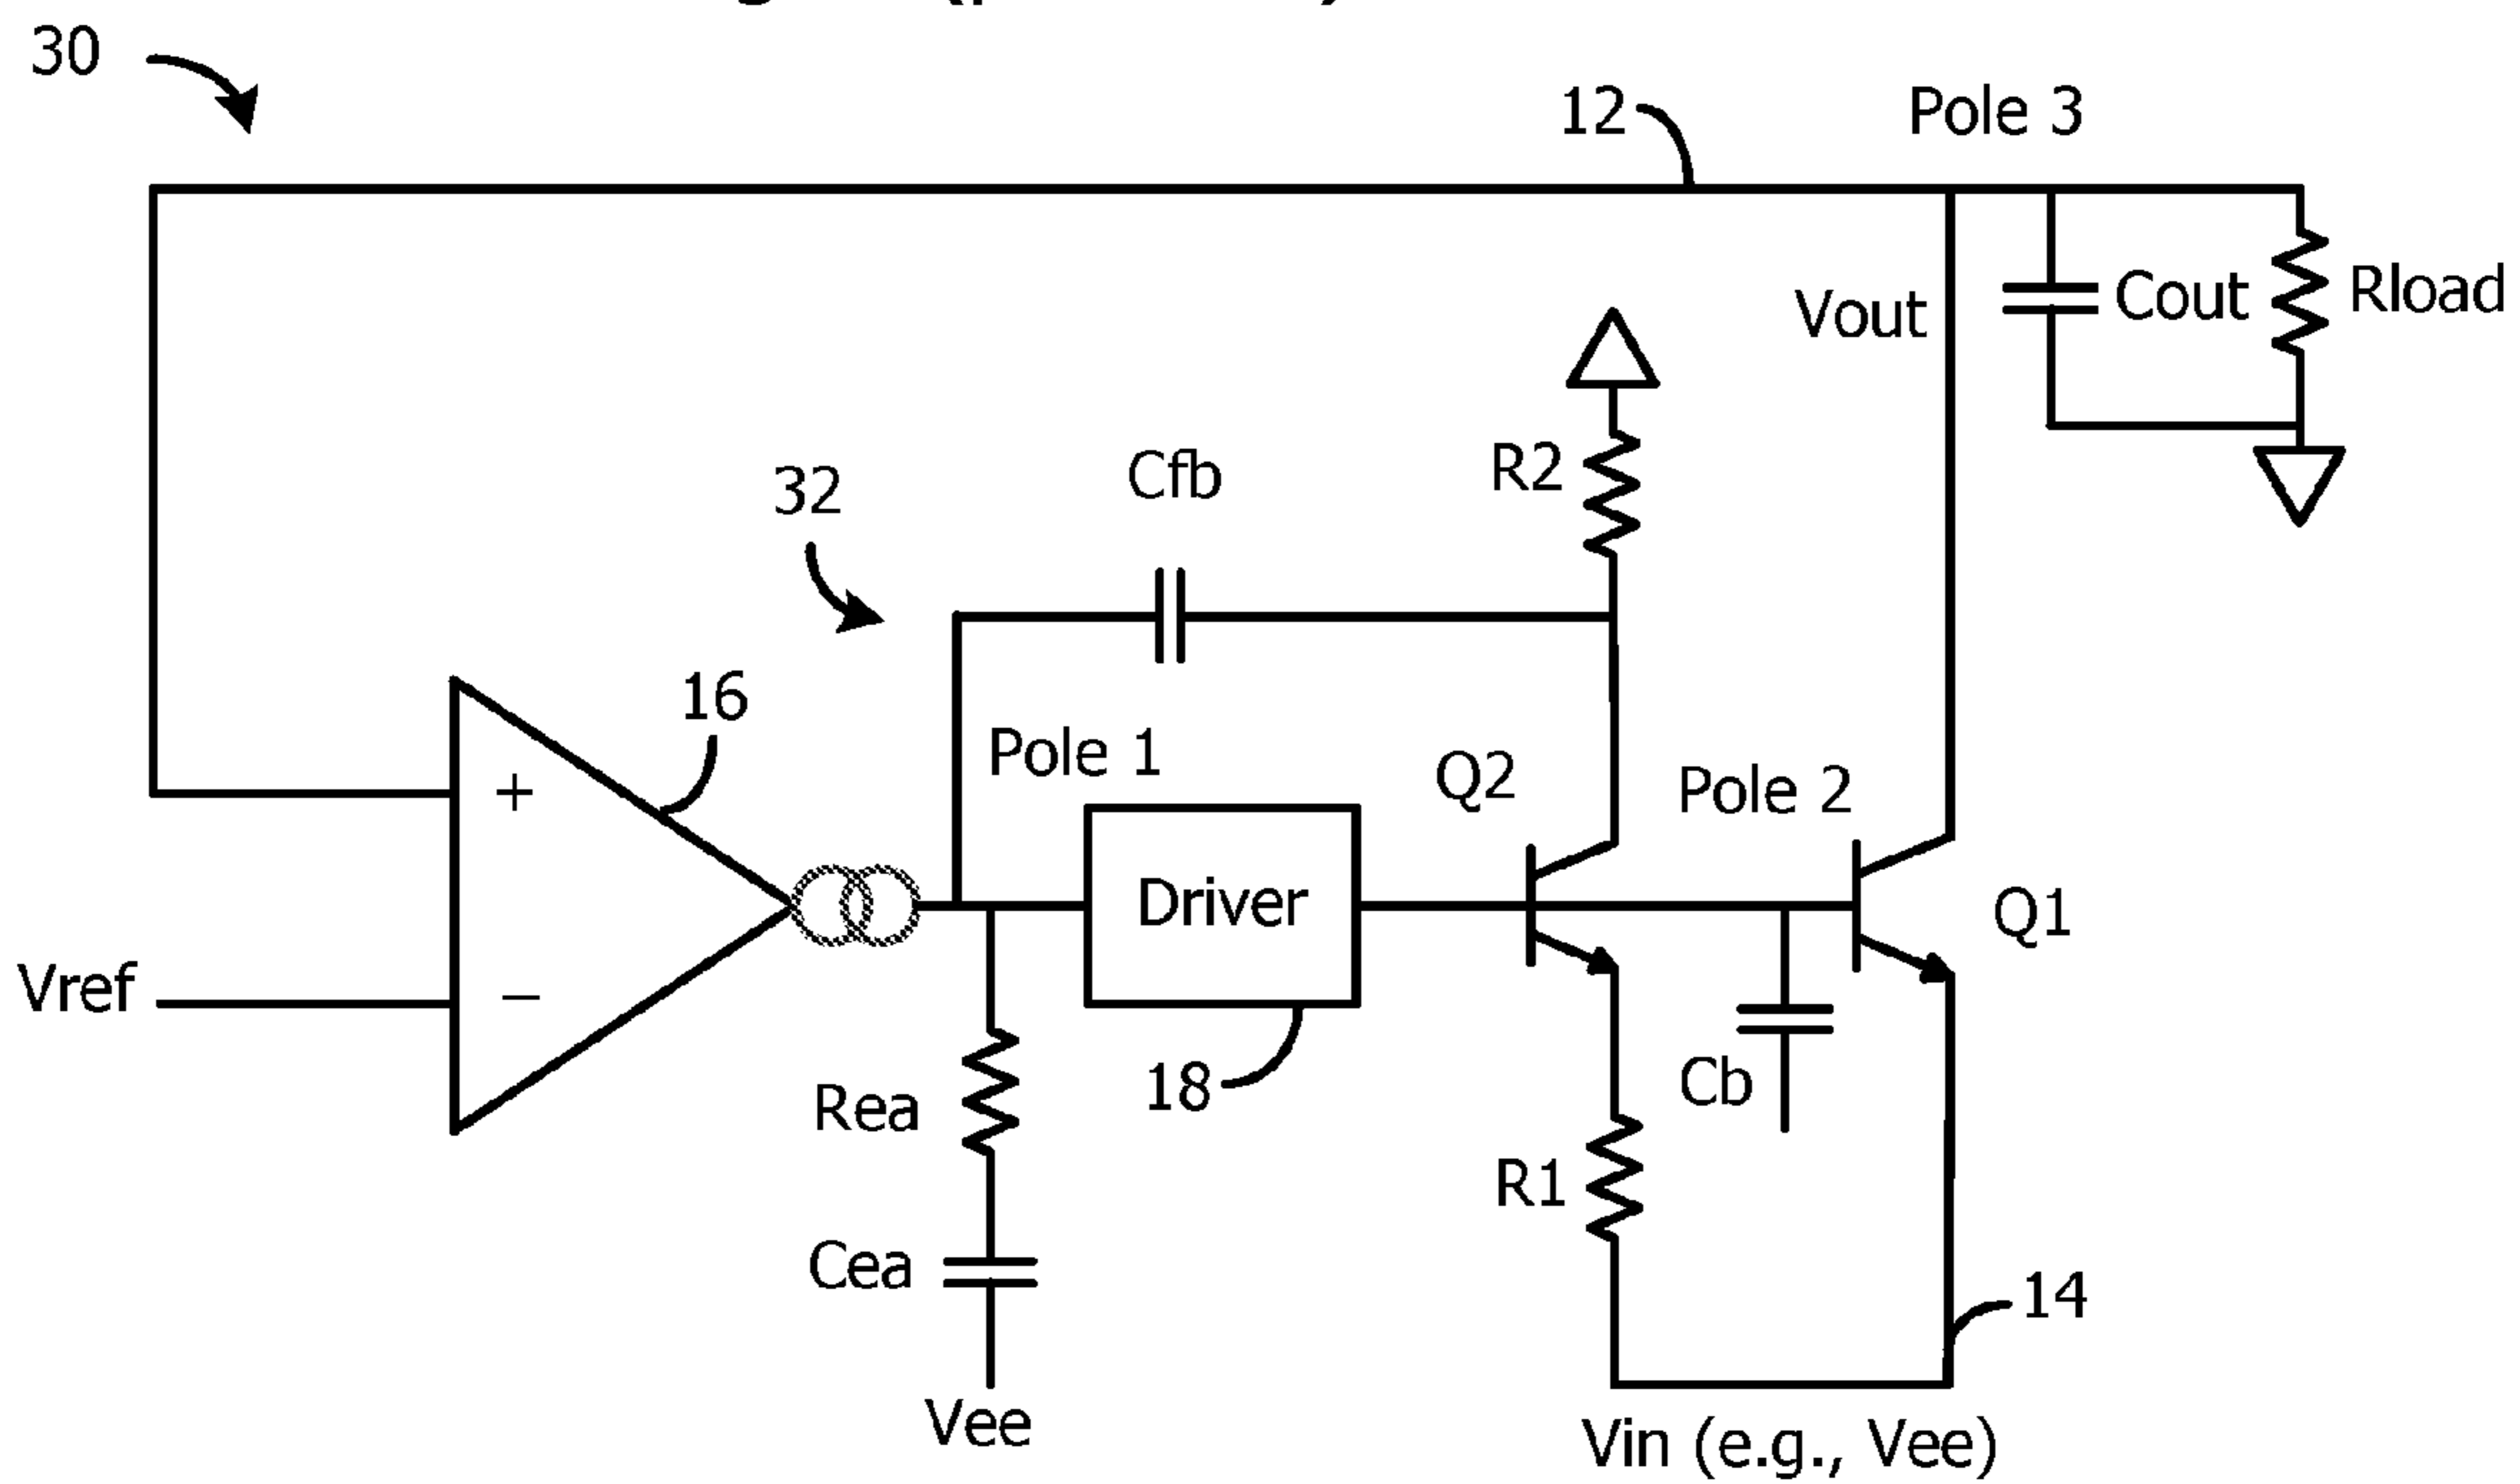 30
12
Pole 3
Vout
Cout
Rload
R2
Cfb
32
16
Pole 1
Q2
Pole 2
+
Driver
Q1
Vref
−
18
Cb
Rea
R1
Cea
14
Vee
Vin (e.g., Vee)